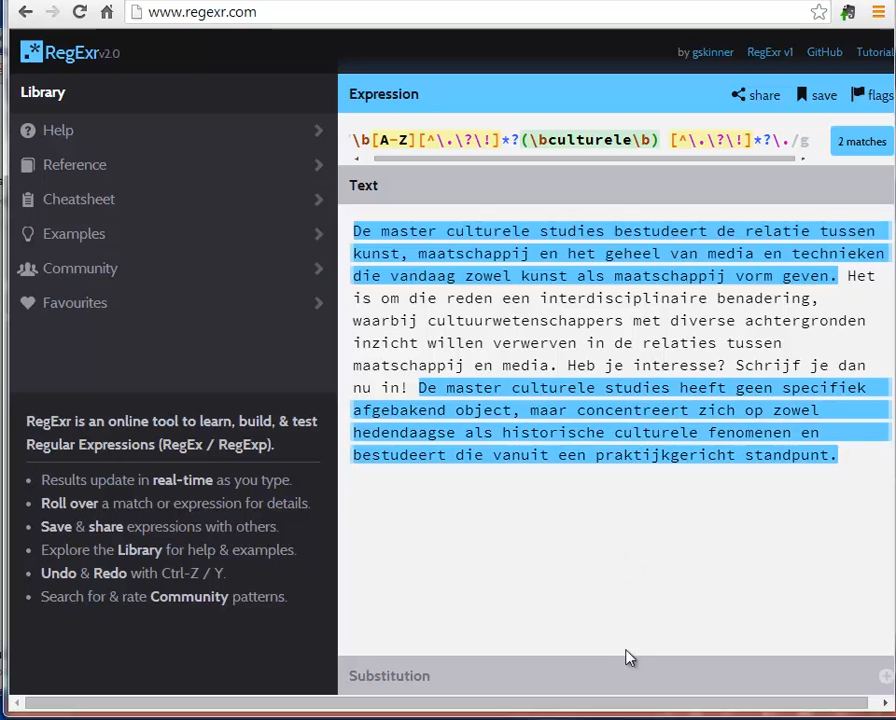 www.regexr.com
RegExr v2.0
by gskinner RegExr v1 GitHub Tutorial
Library
Help
Reference
Cheatsheet
Examples
Community
Favourites
RegExr is an online tool to learn, build, & test
Regular Expressions (RegEx / RegExp).
Results update in real-time as you type.
Roll over a match or expression for details.
Save & share expressions with others.
Explore the Library for help & examples.
Undo & Redo with Ctrl-Z / Y.
Search for & rate Community patterns.
Expression
share save flags
\b[A-Z][^\.\?\!]*?(\bculturele\b) [^\.\?\!]*?\./g
2 matches
Text
De master culturele studies bestudeert de relatie tussen
kunst, maatschappij en het geheel van media en technieken
die vandaag zowel kunst als maatschappij vorm geven. Het
is om die reden een interdisciplinaire benadering,
waarbij cultuurwetenschappers met diverse achtergronden
inzicht willen verwerven in de relaties tussen
maatschappij en media. Heb je interesse? Schrijf je dan
nu in! De master culturele studies heeft geen specifiek
afgebakend object, maar concentreert zich op zowel
hedendaagse als historische culturele fenomenen en
bestudeert die vanuit een praktijkgericht standpunt.
Substitution